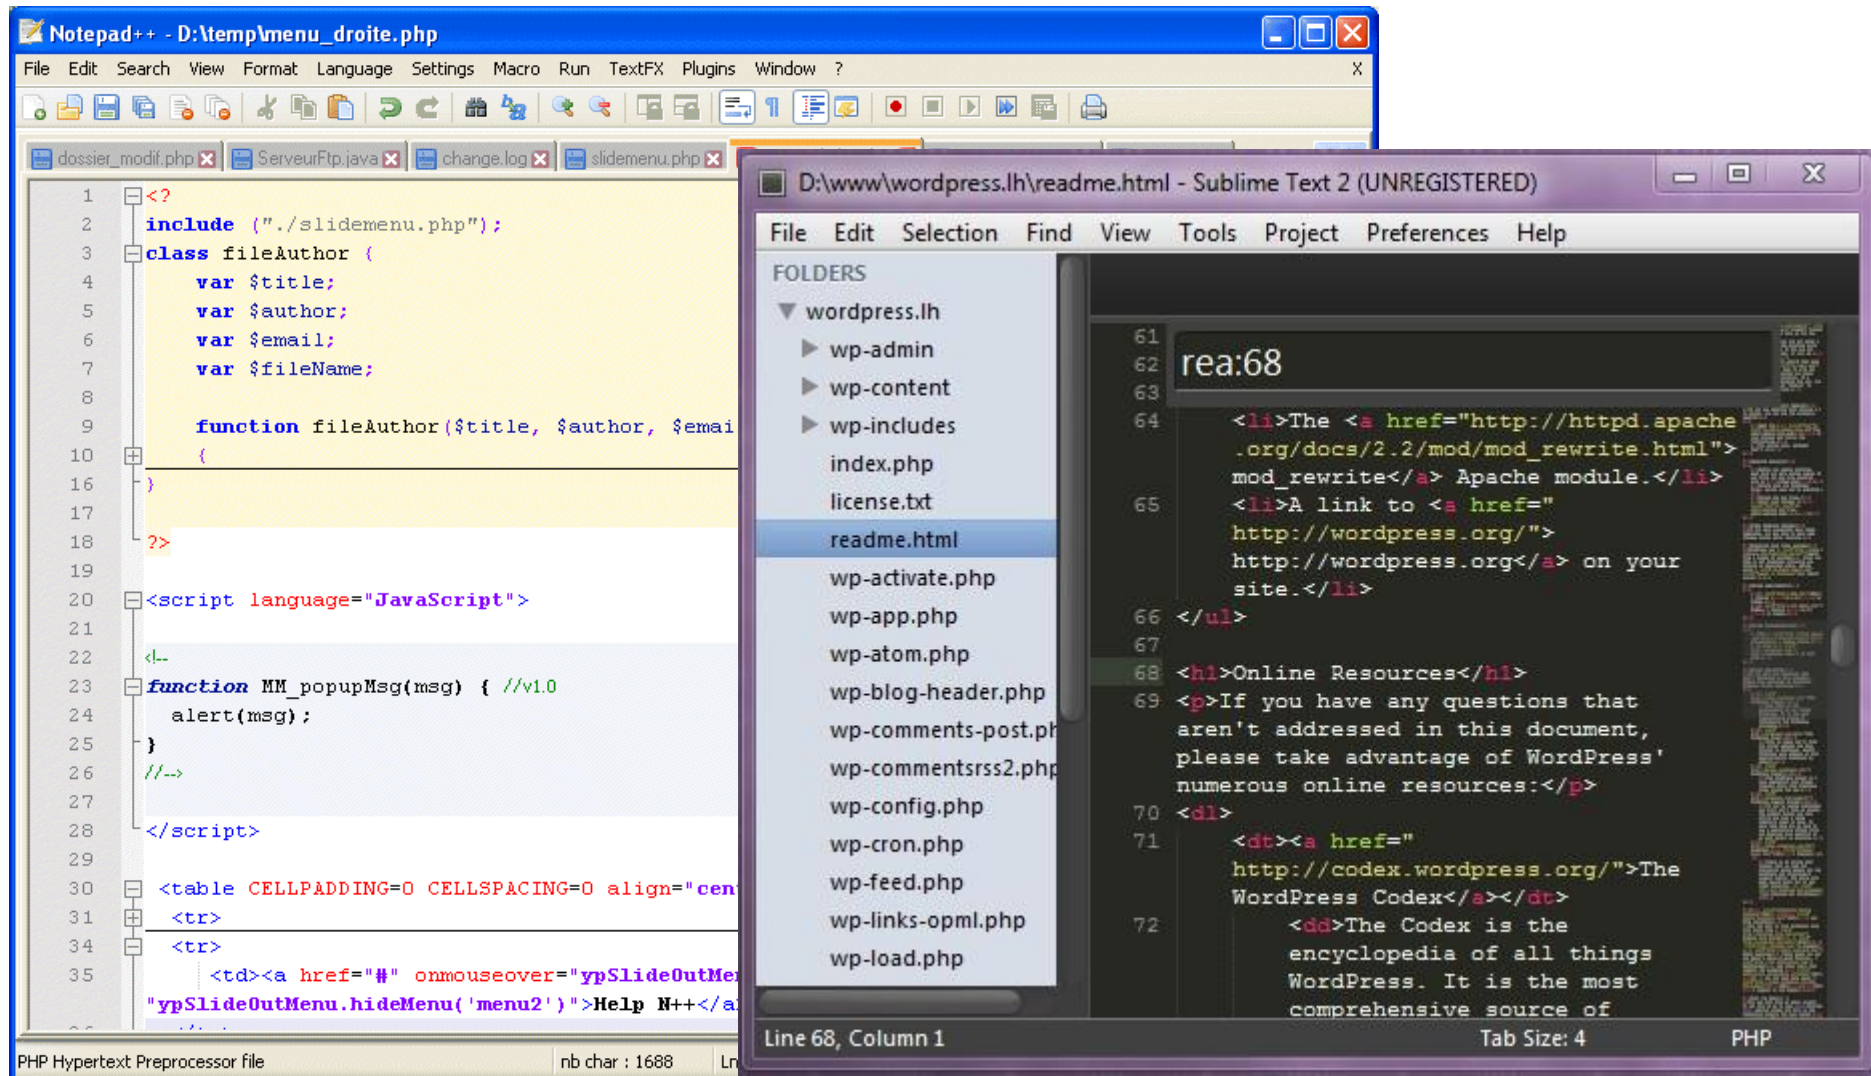 Notepad++ - D:\temp\menu_droite.php
File Edit Search View Format Language Settings Macro Run TextFX Plugins Window ? X
dossier_modif.php ServeurFtp.java change.log slidemenu.php
1 <?
2 include ("./slidemenu.php");
3 class fileAuthor {
4 var $title;
5 var $author;
6 var $email;
7 var $fileName;
8
9 function fileAuthor($title, $author, $emai
10 {
16 }
17
18 ?>
19
20 <script language="JavaScript">
21
22 <!--
23 function MM_popupMsg(msg) { //v1.0
24 alert(msg);
25 }
26 //-->
27
28 </script>
29
30 <table CELLPADDING=0 CELLSPACING=0 align="cen
31 <tr>
34 <tr>
35 <td><a href="#" onmouseover="ypSlideOutMe
"ypSlideOutMenu.hideMenu('menu2')">Help N++</a
PHP Hypertext Preprocessor file nb char : 1688 Ln
D:\www\wordpress.lh\readme.html - Sublime Text 2 (UNREGISTERED)
File Edit Selection Find View Tools Project Preferences Help
FOLDERS
wordpress.lh
wp-admin
wp-content
wp-includes
index.php
license.txt
readme.html
wp-activate.php
wp-app.php
wp-atom.php
wp-blog-header.php
wp-comments-post.ph
wp-commentsrss2.php
wp-config.php
wp-cron.php
wp-feed.php
wp-links-opml.php
wp-load.php
rea:68
61
62
63
64 <li>The <a href="http://httpd.apache
.org/docs/2.2/mod/mod_rewrite.html">
mod_rewrite</a> Apache module.</li>
65 <li>A link to <a href="
http://wordpress.org/">
http://wordpress.org</a> on your
site.</li>
66 </ul>
67
68 <h1>Online Resources</h1>
69 <p>If you have any questions that
aren't addressed in this document,
please take advantage of WordPress'
numerous online resources:</p>
70 <dl>
71 <dt><a href="
http://codex.wordpress.org/">The
WordPress Codex</a></dt>
72 <dd>The Codex is the
encyclopedia of all things
WordPress. It is the most
comprehensive source of
Line 68, Column 1 Tab Size: 4 PHP